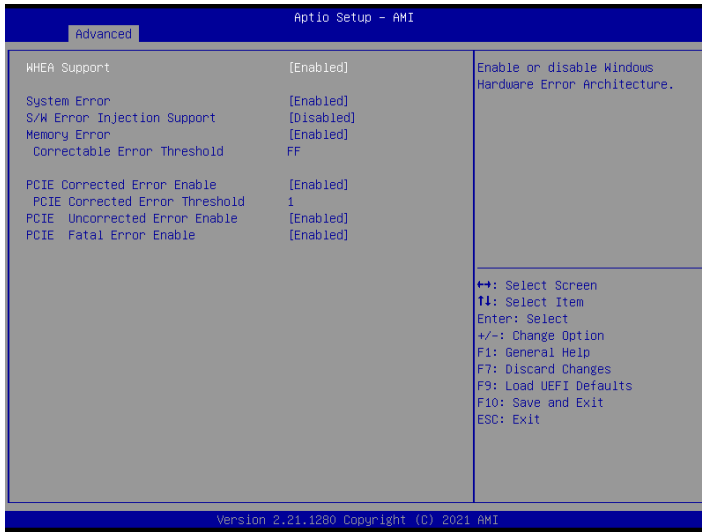 Aptio Setup – AMI
Advanced
WHEA Support [Enabled]
System Error [Enabled]
S/W Error Injection Support [Disabled]
Memory Error [Enabled]
Correctable Error Threshold FF
PCIE Corrected Error Enable [Enabled]
PCIE Corrected Error Threshold 1
PCIE Uncorrected Error Enable [Enabled]
PCIE Fatal Error Enable [Enabled]
Enable or disable Windows
Hardware Error Architecture.
↔: Select Screen
↑↓: Select Item
Enter: Select
+/-: Change Option
F1: General Help
F7: Discard Changes
F9: Load UEFI Defaults
F10: Save and Exit
ESC: Exit
Version 2.21.1280 Copyright (C) 2021 AMI